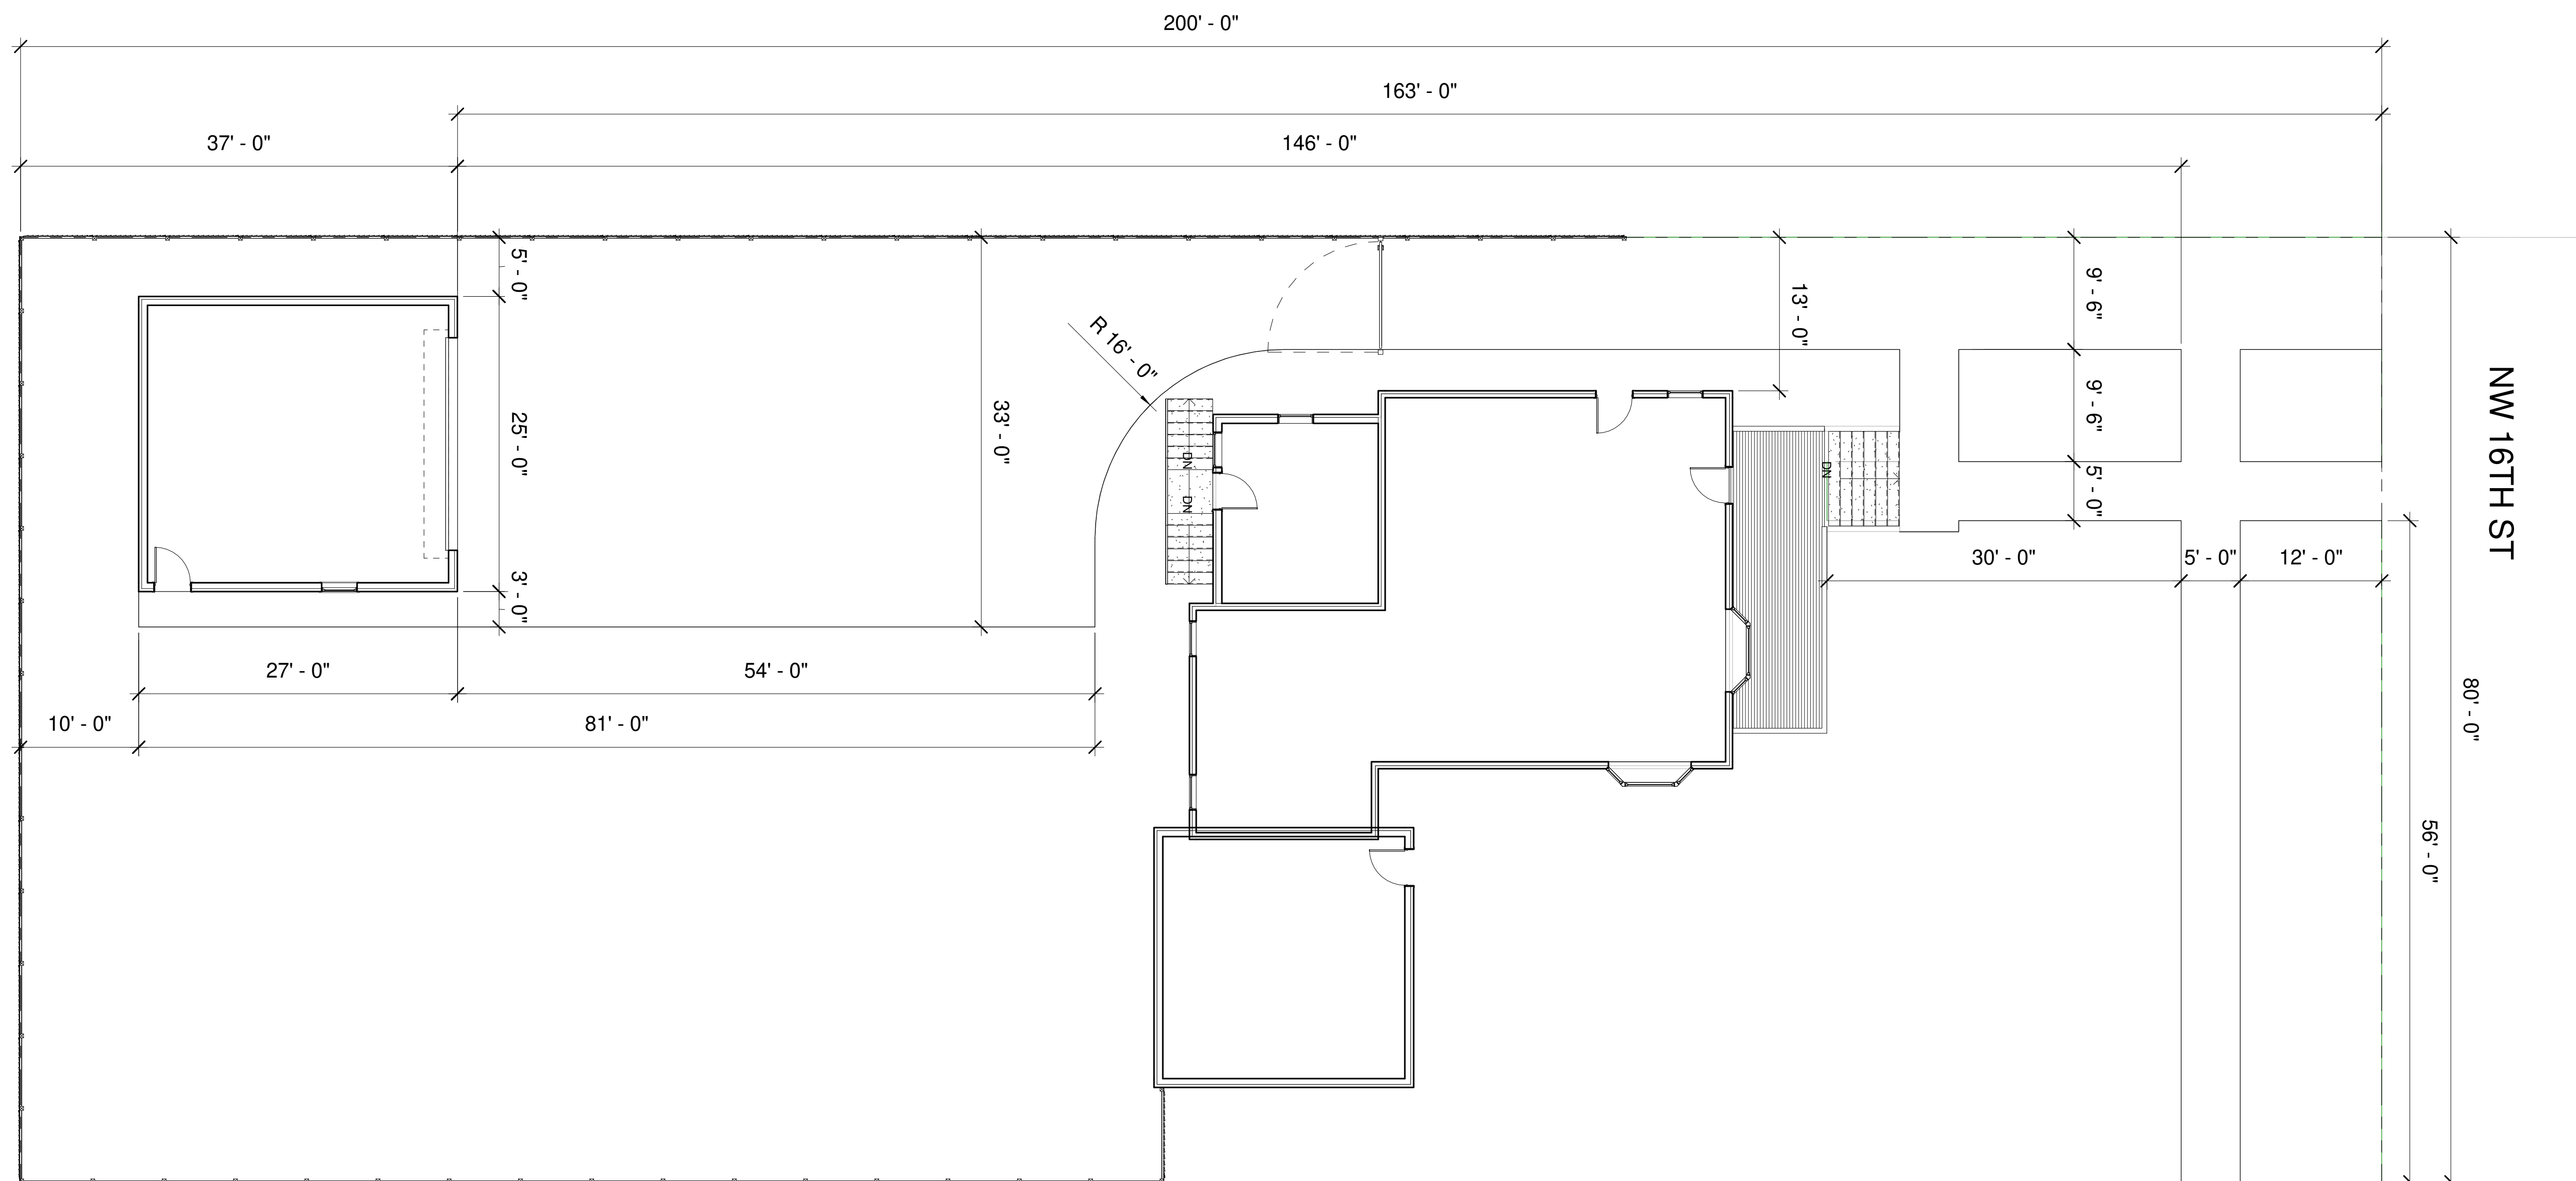 200' - 0"
163' - 0"
37' - 0"
146' - 0"
5' - 0"
9' - 6"
13' - 0"
R 16' - 0"
NW 16TH ST
25' - 0"
33' - 0"
9' - 6"
DN
DN
DN
5' - 0"
30' - 0"
5' - 0"
12' - 0"
3' - 0"
27' - 0"
54' - 0"
80' - 0"
10' - 0"
81' - 0"
56' - 0"